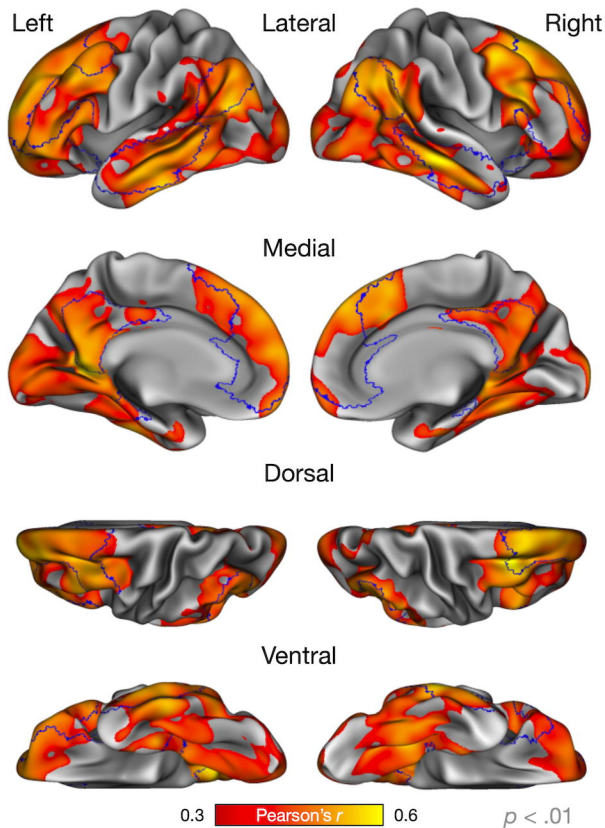 Left Lateral Right
Medial
Dorsal
Ventral
0.3 Pearson's r 0.6 p < .01